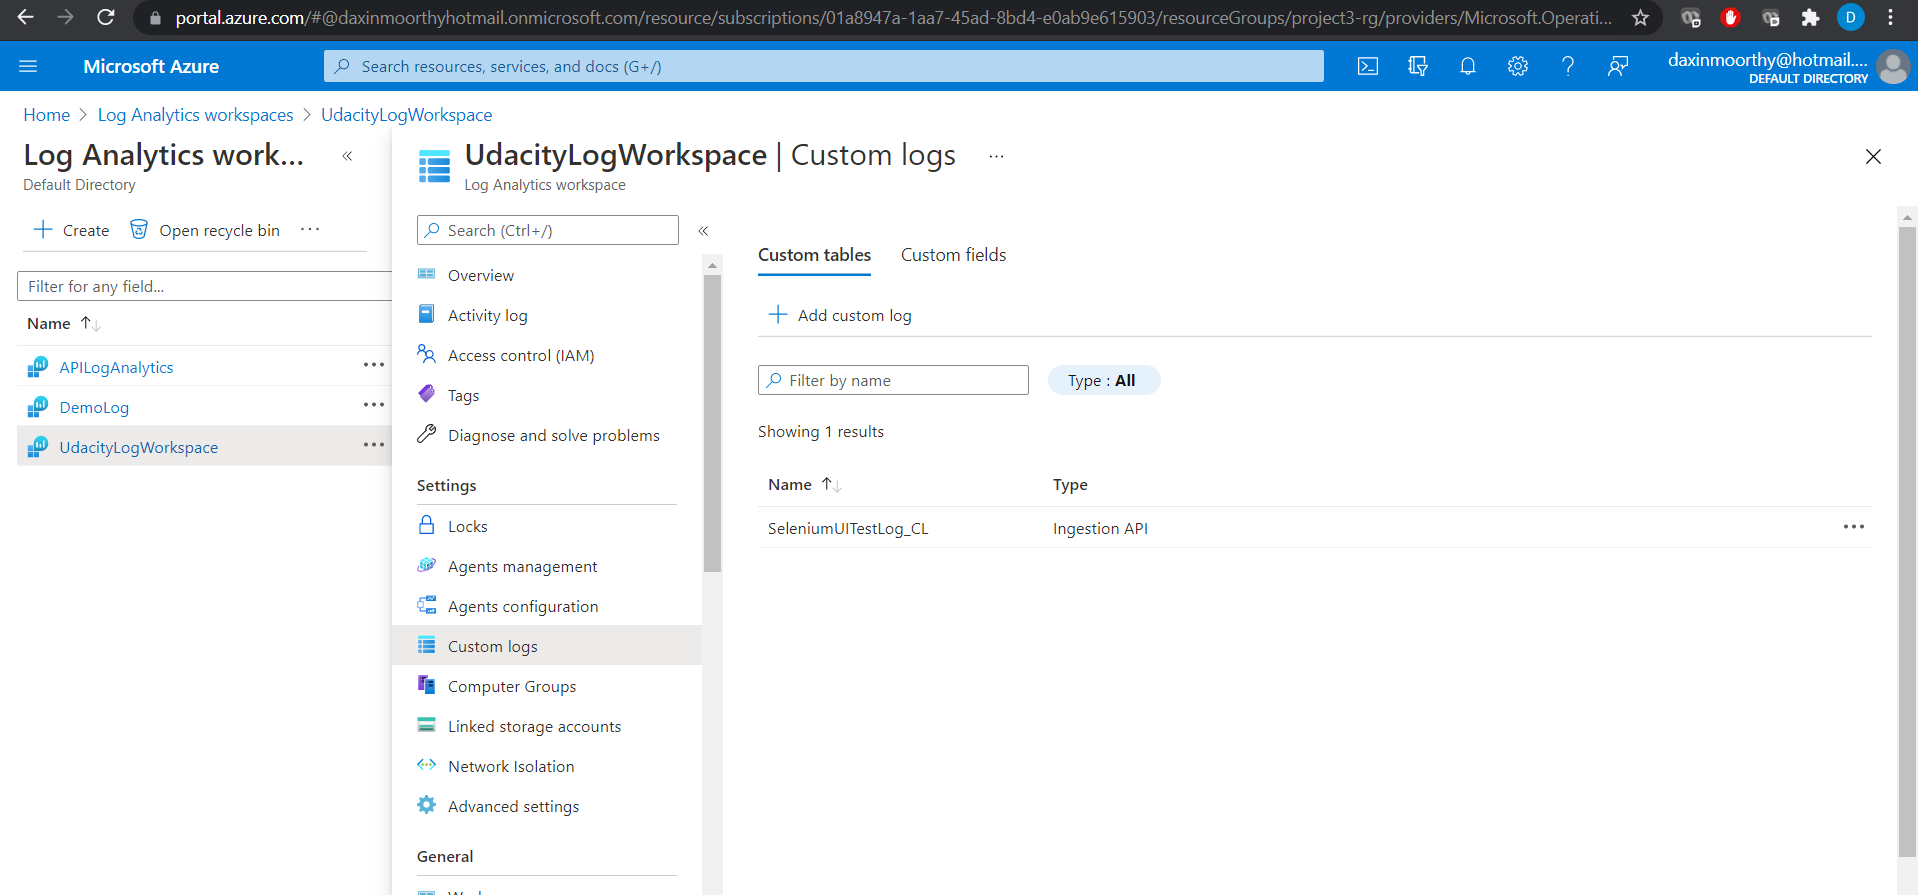 portal.azure.com/#@daxinmoorthyhotmail.onmicrosoft.com/resource/subscriptions/01a8947a-1aa7-45ad-8bd4-e0ab9e615903/resourceGroups/project3-rg/providers/Microsoft.Operati...
D
Microsoft Azure
Search resources, services, and docs (G+/)
daxinmoorthy@hotmail....
DEFAULT DIRECTORY
Home > Log Analytics workspaces > UdacityLogWorkspace
Log Analytics work...
Default Directory
Create
Open recycle bin
Filter for any field...
Name
APILogAnalytics
DemoLog
UdacityLogWorkspace
UdacityLogWorkspace | Custom logs
Log Analytics workspace
Search (Ctrl+/)
Overview
Activity log
Access control (IAM)
Tags
Diagnose and solve problems
Settings
Locks
Agents management
Agents configuration
Custom logs
Computer Groups
Linked storage accounts
Network Isolation
Advanced settings
General
Custom tables
Custom fields
Add custom log
Filter by name
Type : All
Showing 1 results
Name Type
SeleniumUITestLog_CL Ingestion API